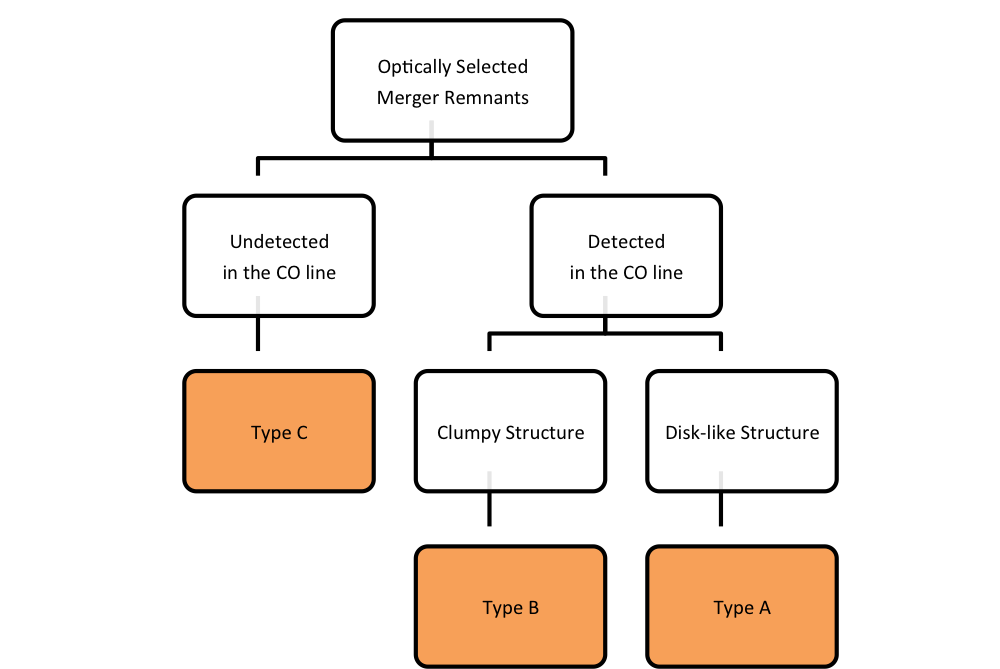 Optically Selected
Merger Remnants
Undetected
in the CO line
Detected
in the CO line
Type C
Clumpy Structure
Disk-like Structure
Type B
Type A